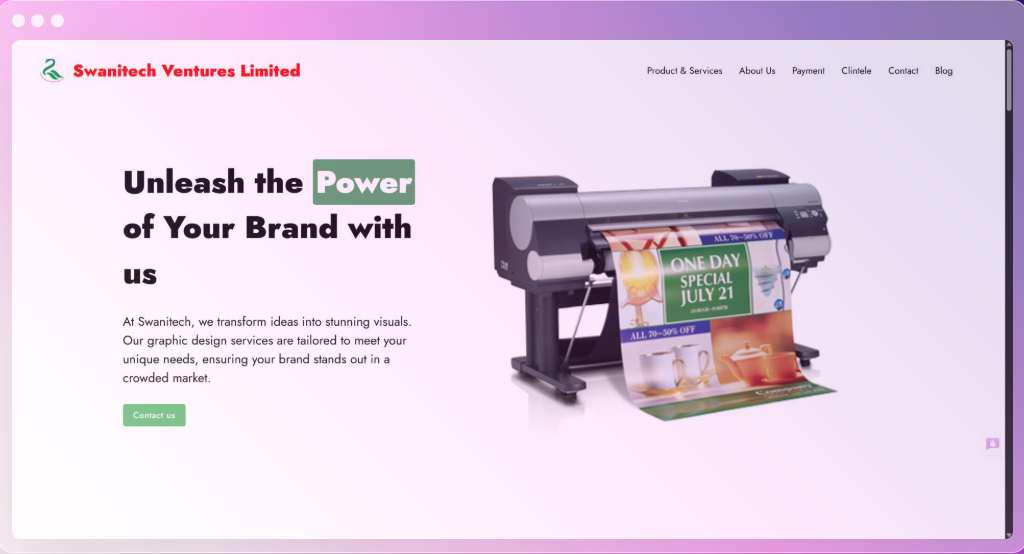 Swanitech Ventures Limited
Product & Services
About Us
Payment
Clintele
Contact
Blog
Unleash the Power
of Your Brand with
us
At Swanitech, we transform ideas into stunning visuals.
Our graphic design services are tailored to meet your
unique needs, ensuring your brand stands out in a
crowded market.
Contact us
ALL 70–50% OFF
ONE DAY
SPECIAL
JULY 21
ALL 70–50% OFF
Company